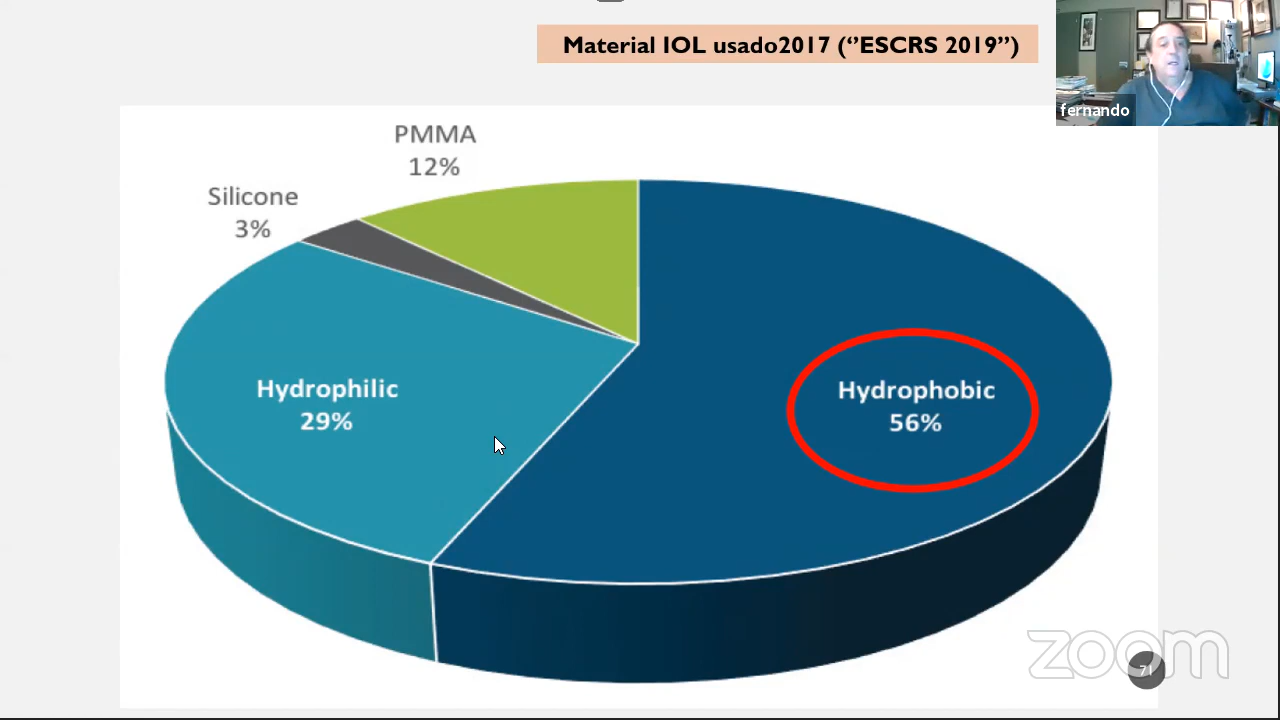 Material IOL usado2017 (‘’ESCRS 2019’’)
fernando
PMMA
12%
Silicone
3%
Hydrophilic
29%
Hydrophobic
56%
zoom
71